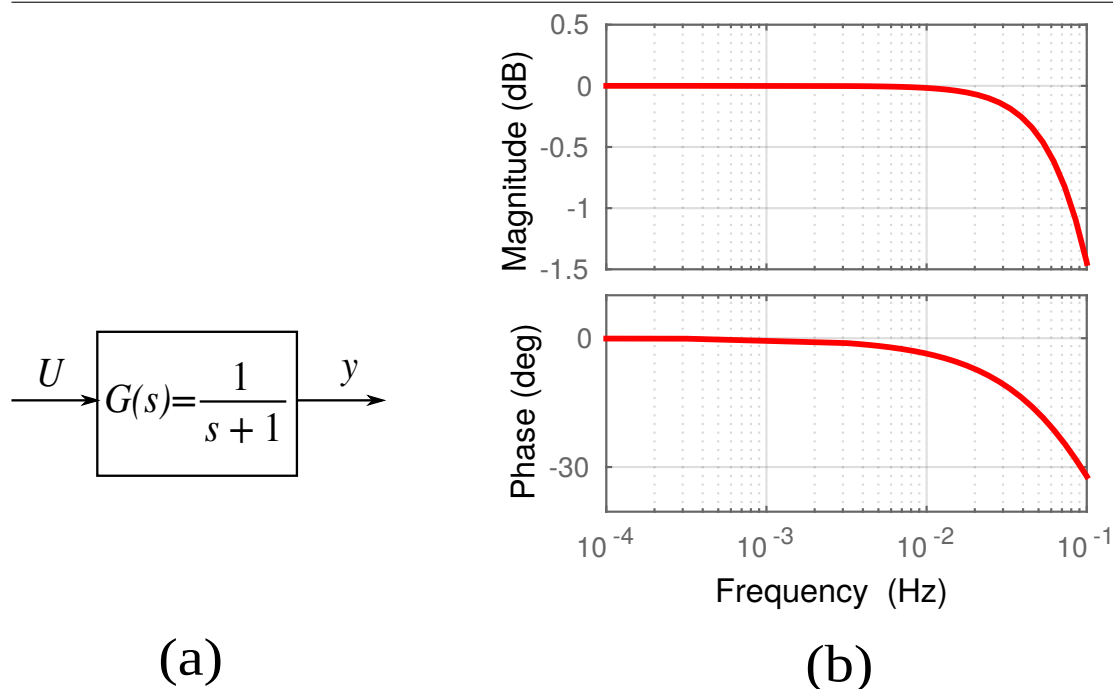 U
G(s)=1/(s + 1)
y
(a)
Magnitude (dB)
0.5
0
-0.5
-1
-1.5
Phase (deg)
0
-30
10^-4
10^-3
10^-2
10^-1
Frequency (Hz)
(b)